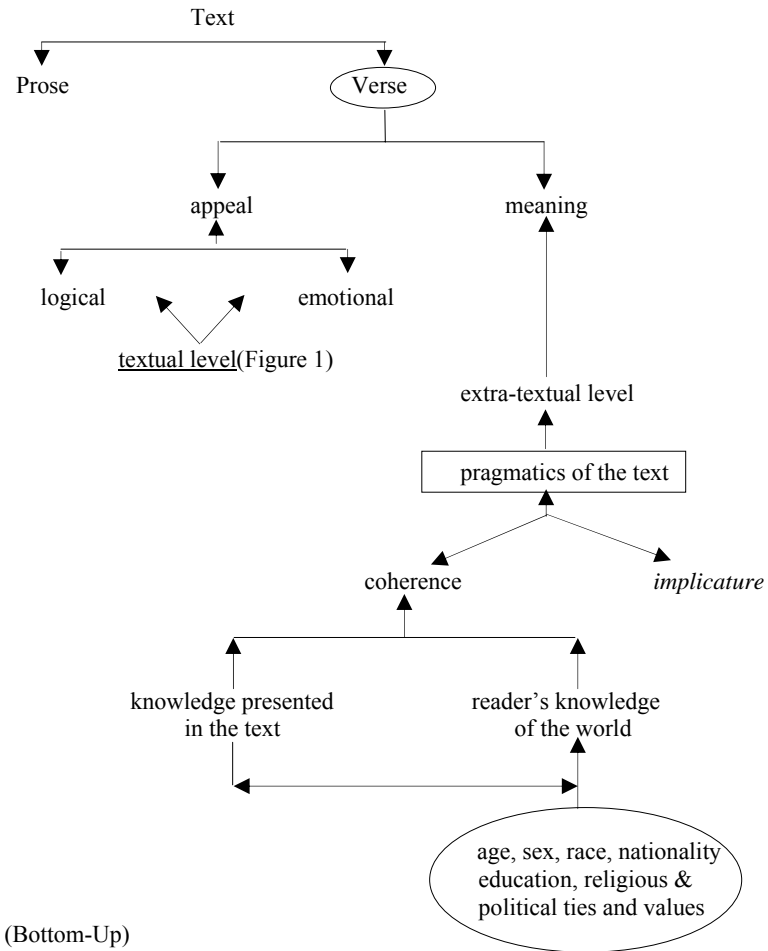 Text
Prose
Verse
appeal
meaning
logical
emotional
textual level(Figure 1)
extra-textual level
pragmatics of the text
coherence
implicature
knowledge presented
in the text
reader’s knowledge
of the world
age, sex, race, nationality
education, religious &
political ties and values
(Bottom-Up)